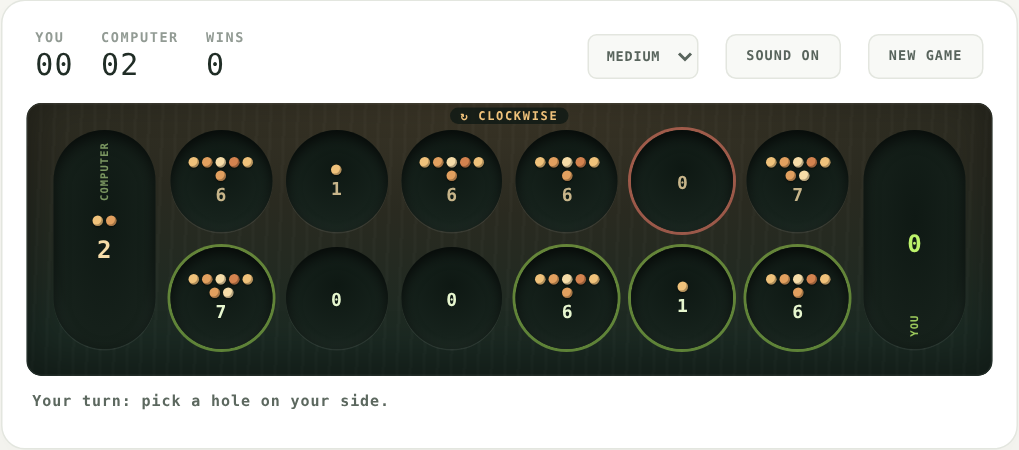 YOU COMPUTER WINS
00 02 0
MEDIUM SOUND ON NEW GAME
↻ CLOCKWISE
COMPUTER
2
6 1 6 6 0 7
7 0 0 6 1 6
0
YOU
Your turn: pick a hole on your side.